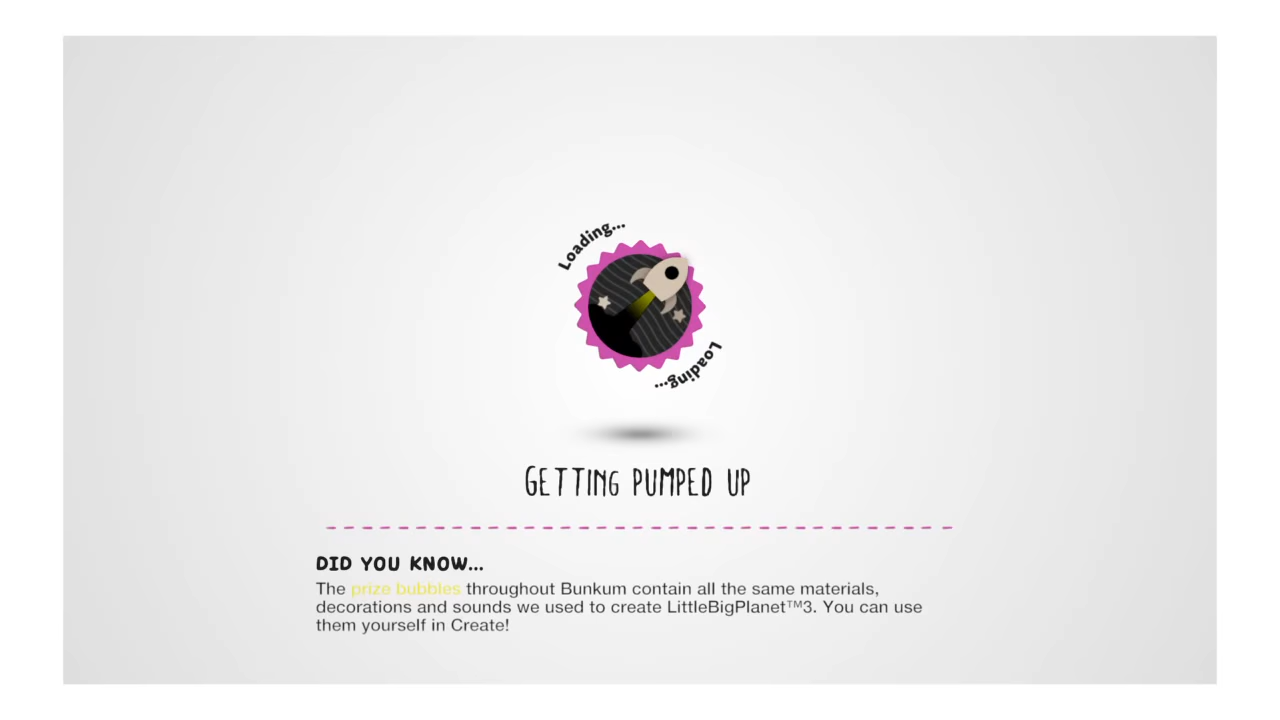 Loading...
Loading...
GETTING PUMPED UP
DID YOU KNOW...
The prize bubbles throughout Bunkum contain all the same materials,
decorations and sounds we used to create LittleBigPlanet™3. You can use
them yourself in Create!